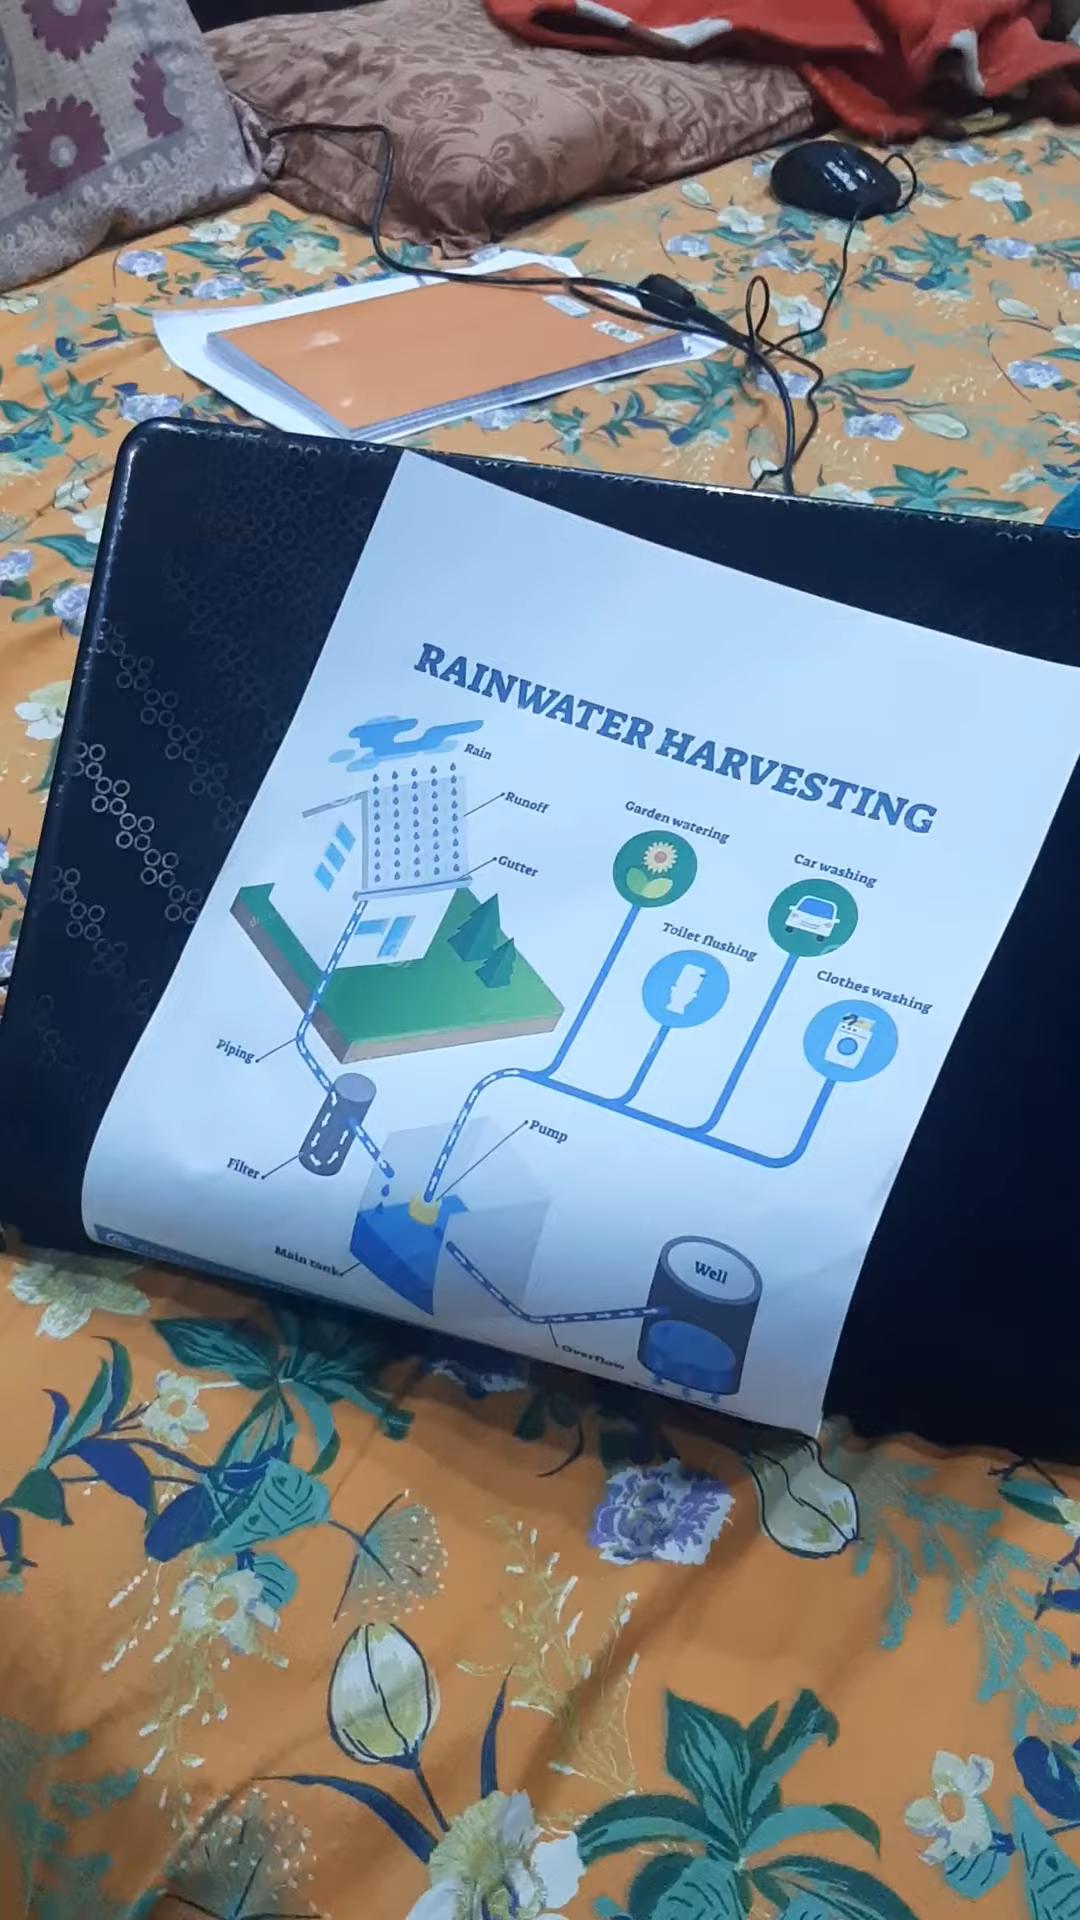 RAINWATER HARVESTING
Rain
Runoff
Gutter
Garden watering
Car washing
Toilet flushing
Clothes washing
Piping
Pump
Filter
Main tank
Well
Overflow